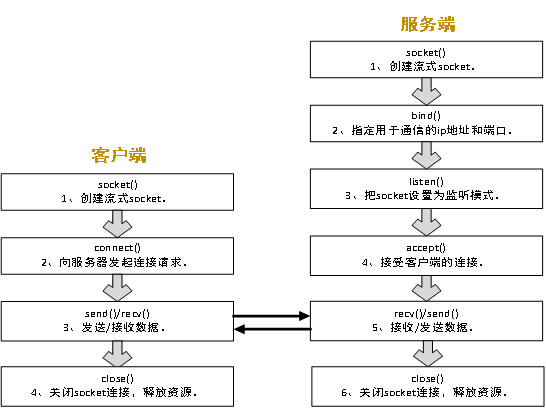 服务端
socket()
1、创建流式socket.
bind()
2、指定用于通信的ip地址和端口.
listen()
3、把socket设置为监听模式.
accept()
4、接受客户端的连接.
recv()/send()
5、接收/发送数据.
close()
6、关闭socket连接，释放资源.
客户端
socket()
1、创建流式socket.
connect()
2、向服务器发起连接请求.
send()/recv()
3、发送/接收数据.
close()
4、关闭socket连接，释放资源.